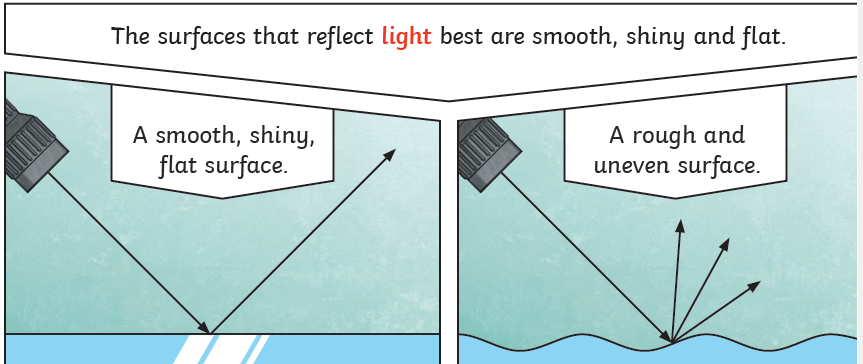 The surfaces that reflect light best are smooth, shiny and flat.
A smooth, shiny,
flat surface.
A rough and
uneven surface.